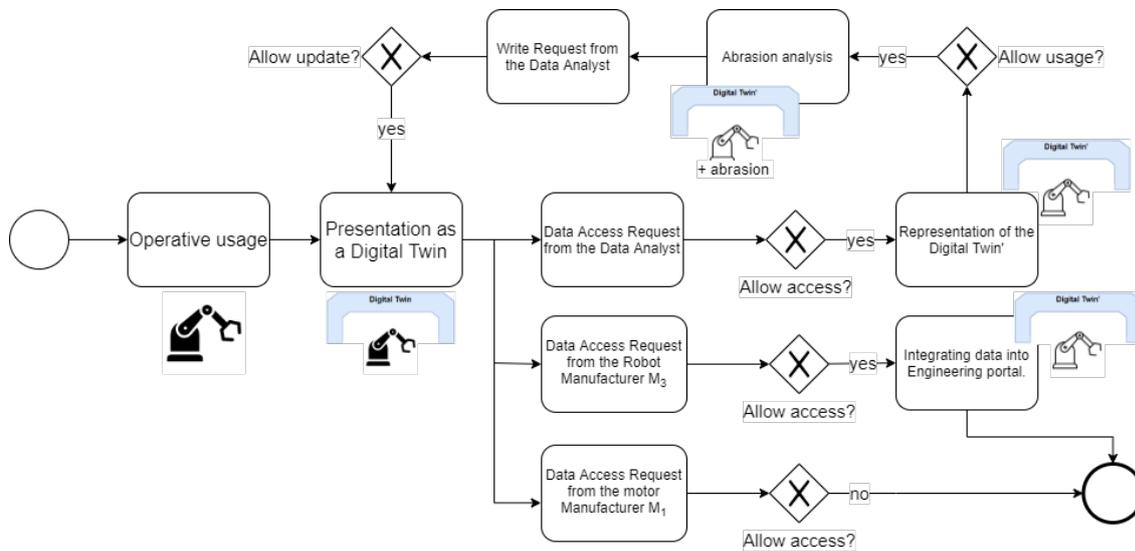 Allow update?
Write Request from
the Data Analyst
Abrasion analysis
yes
Allow usage?
Digital Twin'
+ abrasion
yes
Digital Twin'
Operative usage
Presentation as
a Digital Twin
Digital Twin
Data Access Request
from the Data Analyst
Allow access?
yes
Representation of the
Digital Twin'
Data Access Request
from the Robot
Manufacturer M3
Allow access?
yes
Integrating data into
Engineering portal.
Digital Twin'
Data Access Request
from the motor
Manufacturer M1
Allow access?
no